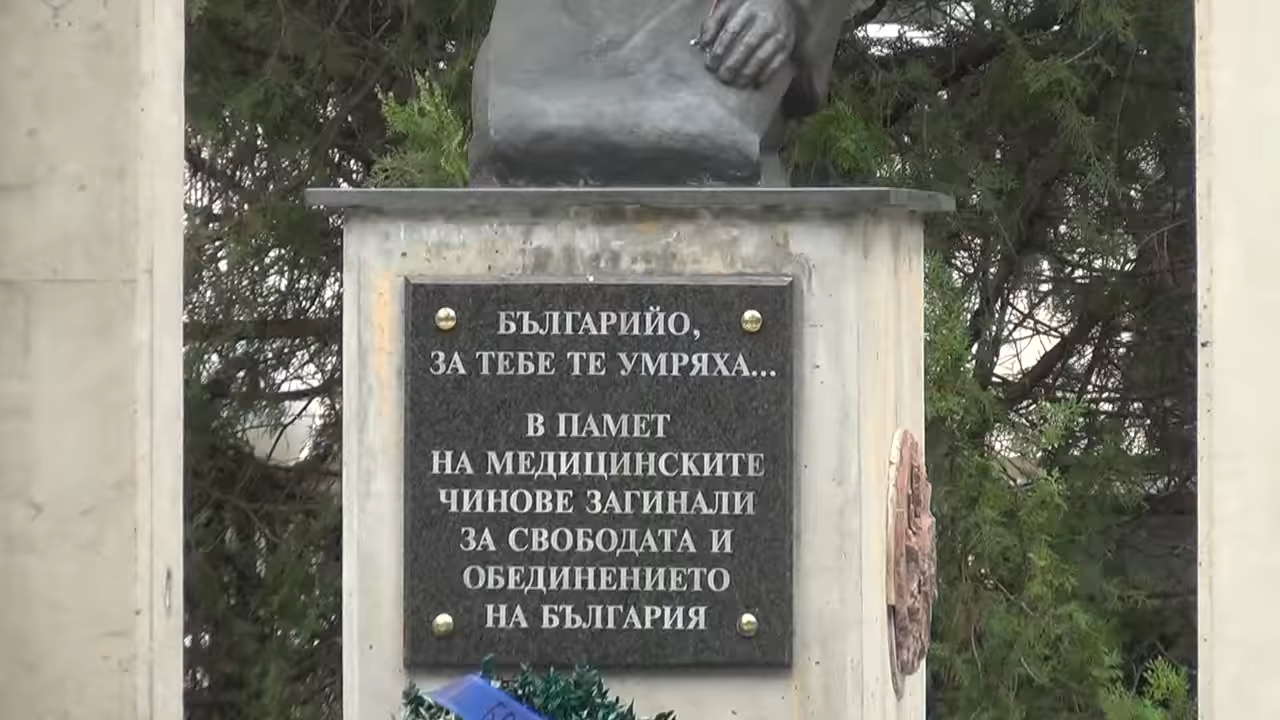 БЪЛГАРИЙО,
ЗА ТЕБЕ ТЕ УМРЯХА...
В ПАМЕТ
НА МЕДИЦИНСКИТЕ
ЧИНОВЕ ЗАГИНАЛИ
ЗА СВОБОДАТА И
ОБЕДИНЕНИЕТО
НА БЪЛГАРИЯ